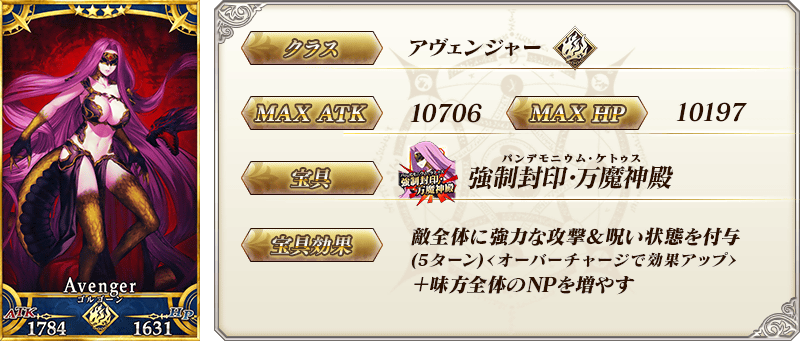 Avenger
ゴルゴーン
ATK
HP
1784
1631
クラス
アヴェンジャー
MAX ATK
10706
MAX HP
10197
宝具
強制封印・万魔神殿
パンデモニウム・ケトゥス
強制封印・万魔神殿
宝具効果
敵全体に強力な攻撃&呪い状態を付与
(5ターン)<オーバーチャージで効果アップ>
+味方全体のNPを増やす